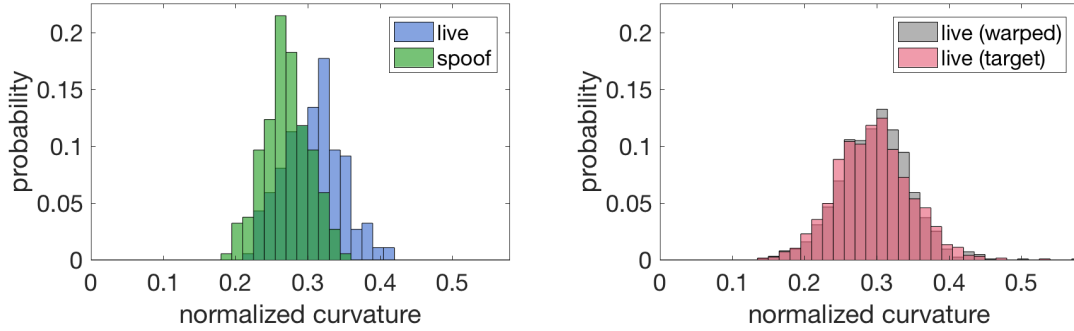 0.2
0.15
0.1
0.05
0
probability
live
spoof
0 0.1 0.2 0.3 0.4 0.5
normalized curvature
0.2
0.15
0.1
0.05
0
probability
live (warped)
live (target)
0 0.1 0.2 0.3 0.4 0.5
normalized curvature